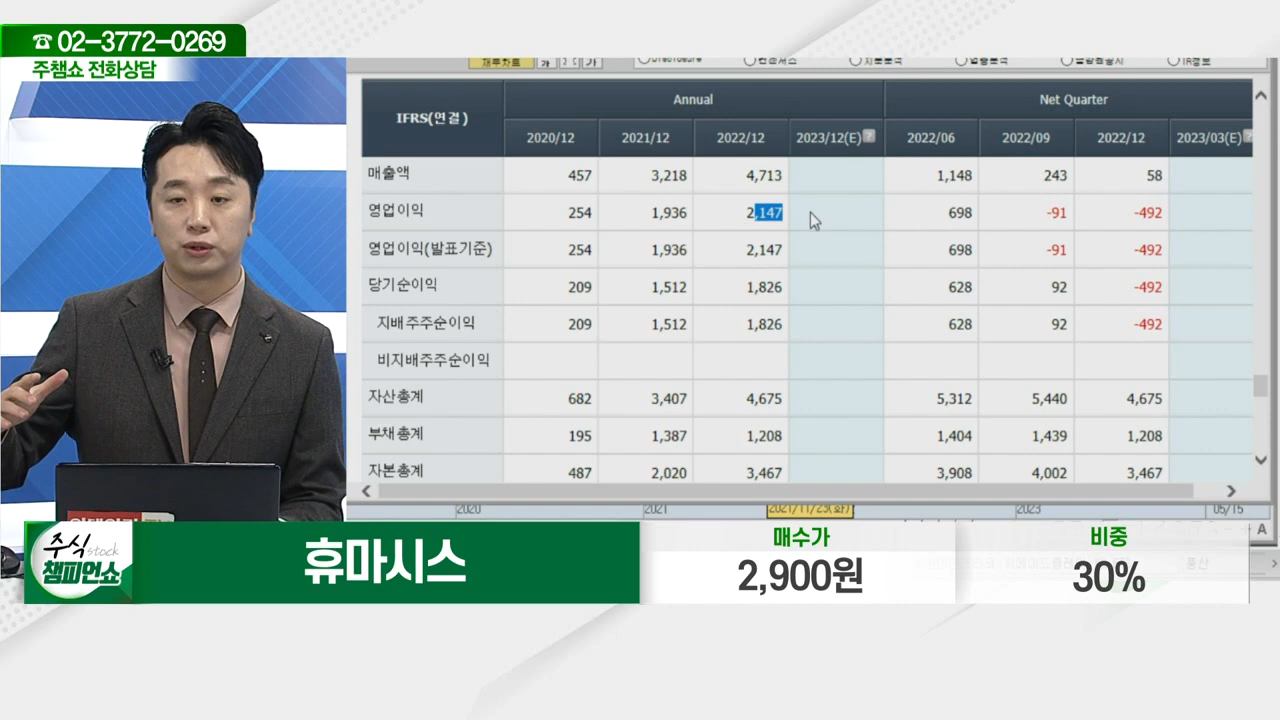 ☎ 02-3772-0269
주챔쇼 전화상담
IFRS(연결) Annual Net Quarter
2020/12 2021/12 2022/12 2023/12(E) 2022/06 2022/09 2022/12 2023/03(E)
매출액 457 3,218 4,713 1,148 243 58
영업이익 254 1,936 2,147 698 -91 -492
영업이익(발표기준) 254 1,936 2,147 698 -91 -492
당기순이익 209 1,512 1,826 628 92 -492
지배주주순이익 209 1,512 1,826 628 92 -492
비지배주주순이익
자산총계 682 3,407 4,675 5,312 5,440 4,675
부채총계 195 1,387 1,208 1,404 1,439 1,208
자본총계 487 2,020 3,467 3,908 4,002 3,467
2020 2021 2021/11/23(화) 2023 05/15
A
주식 stock
챔피언쇼
휴마시스
매수가
2,900원
비중
30%
풍산